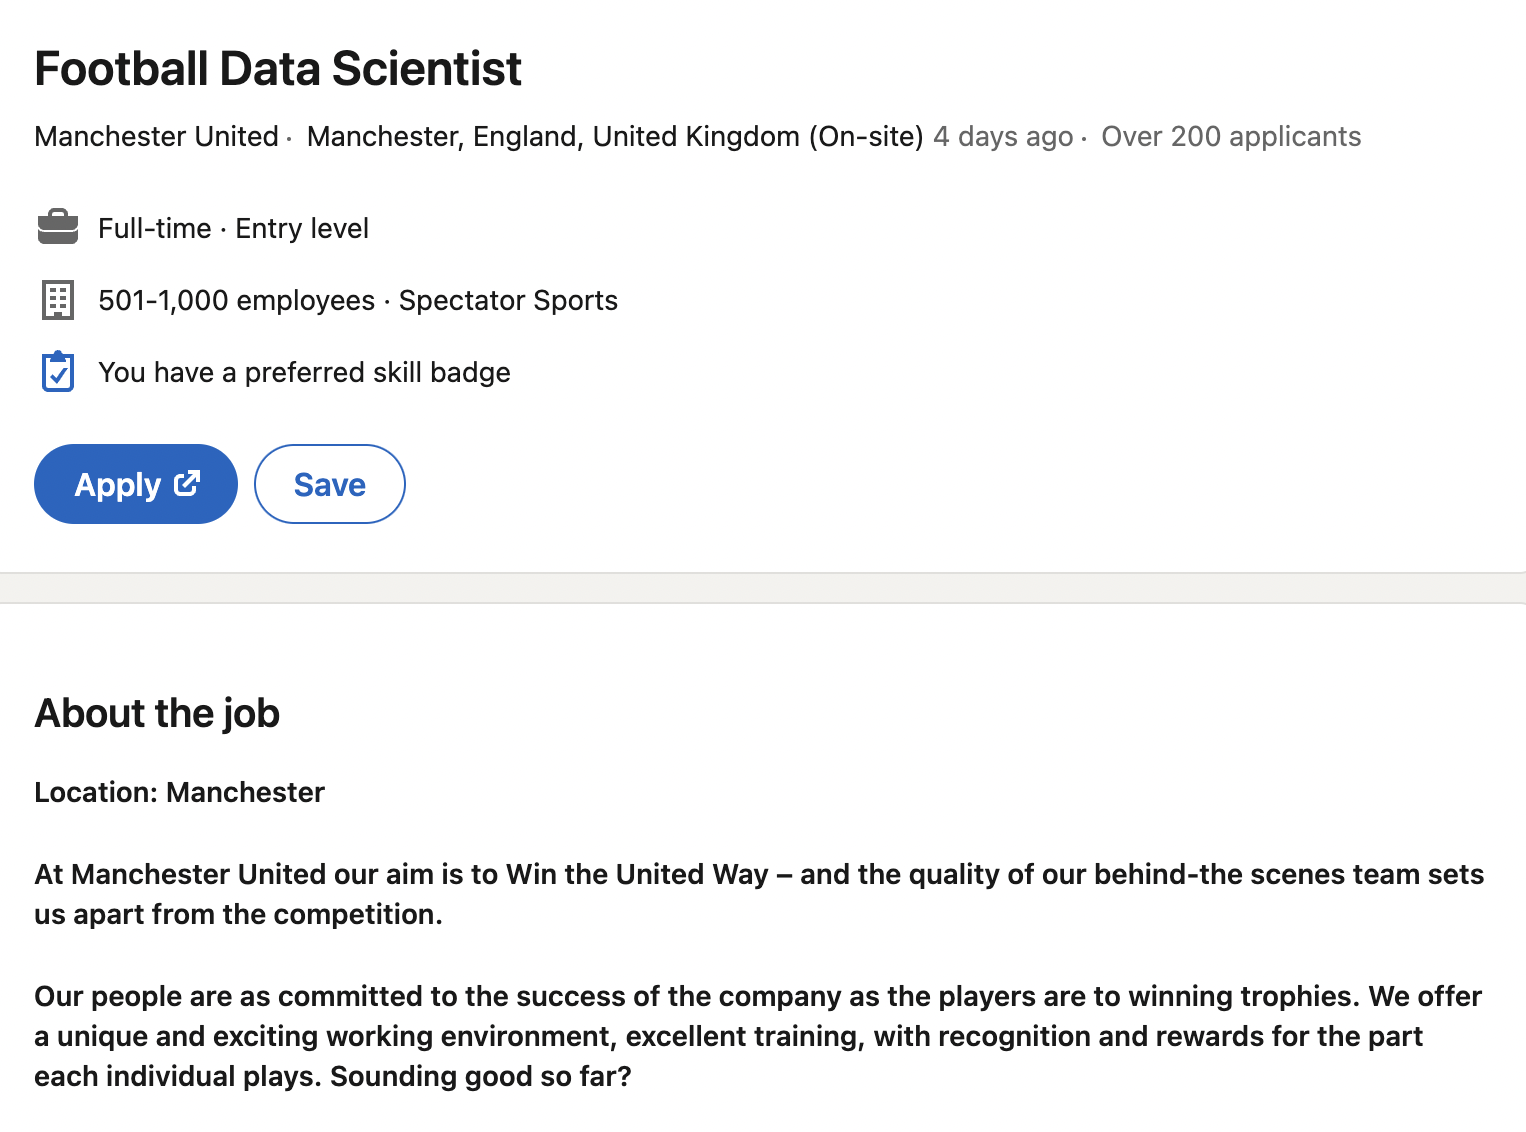 Football Data Scientist
Manchester United · Manchester, England, United Kingdom (On-site) 4 days ago · Over 200 applicants
Full-time · Entry level
501-1,000 employees · Spectator Sports
You have a preferred skill badge
Apply Save
About the job
Location: Manchester
At Manchester United our aim is to Win the United Way – and the quality of our behind-the scenes team sets
us apart from the competition.
Our people are as committed to the success of the company as the players are to winning trophies. We offer
a unique and exciting working environment, excellent training, with recognition and rewards for the part
each individual plays. Sounding good so far?